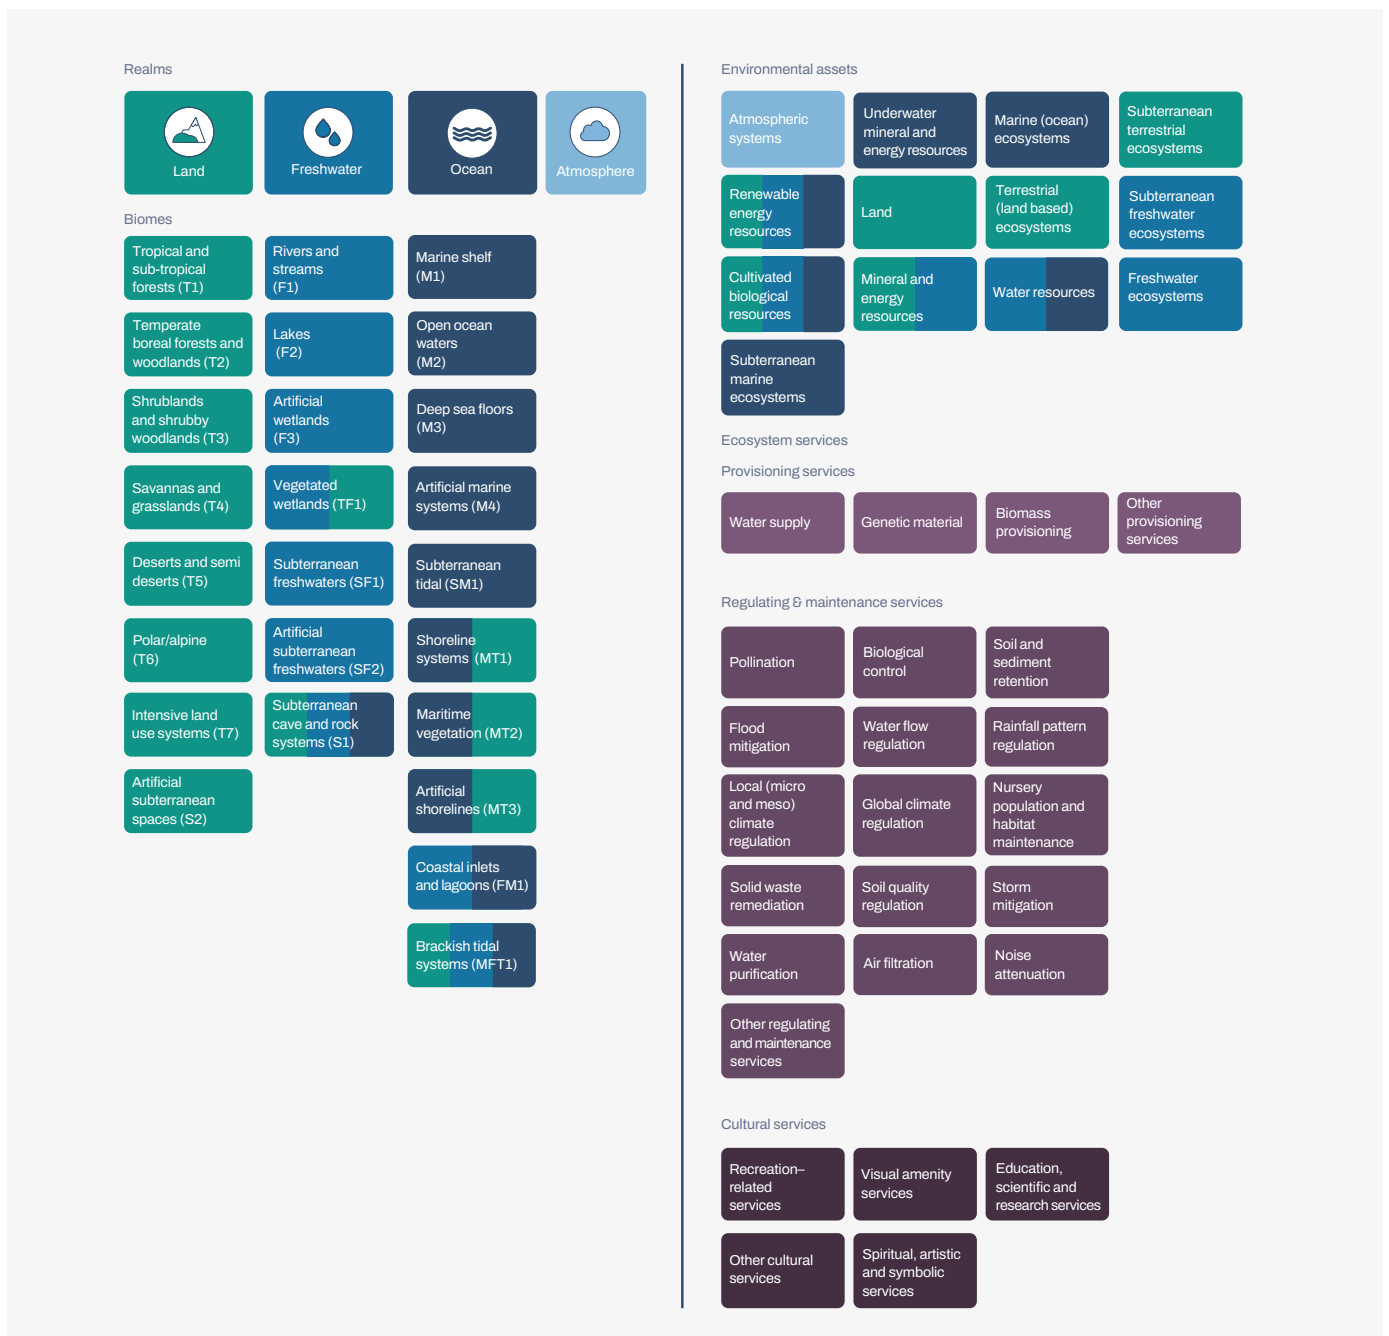 Realms
Land
Freshwater
Ocean
Atmosphere
Biomes
Tropical and
sub-tropical
forests (T1)
Rivers and
streams
(F1)
Marine shelf
(M1)
Temperate
boreal forests and
woodlands (T2)
Lakes
(F2)
Open ocean
waters
(M2)
Shrublands
and shrubby
woodlands (T3)
Artificial
wetlands
(F3)
Deep sea floors
(M3)
Savannas and
grasslands (T4)
Vegetated
wetlands (TF1)
Artificial marine
systems (M4)
Deserts and semi
deserts (T5)
Subterranean
freshwaters (SF1)
Subterranean
tidal (SM1)
Polar/alpine
(T6)
Artificial
subterranean
freshwaters (SF2)
Shoreline
systems (MT1)
Intensive land
use systems (T7)
Subterranean
cave and rock
systems (S1)
Maritime
vegetation (MT2)
Artificial
subterranean
spaces (S2)
Artificial
shorelines (MT3)
Coastal inlets
and lagoons (FM1)
Brackish tidal
systems (MFT1)
Environmental assets
Atmospheric
systems
Underwater
mineral and
energy resources
Marine (ocean)
ecosystems
Subterranean
terrestrial
ecosystems
Renewable
energy
resources
Land
Terrestrial
(land based)
ecosystems
Subterranean
freshwater
ecosystems
Cultivated
biological
resources
Mineral and
energy
resources
Water resources
Freshwater
ecosystems
Subterranean
marine
ecosystems
Ecosystem services
Provisioning services
Water supply
Genetic material
Biomass
provisioning
Other
provisioning
services
Regulating & maintenance services
Pollination
Biological
control
Soil and
sediment
retention
Flood
mitigation
Water flow
regulation
Rainfall pattern
regulation
Local (micro
and meso)
climate
regulation
Global climate
regulation
Nursery
population and
habitat
maintenance
Solid waste
remediation
Soil quality
regulation
Storm
mitigation
Water
purification
Air filtration
Noise
attenuation
Other regulating
and maintenance
services
Cultural services
Recreation–
related
services
Visual amenity
services
Education,
scientific and
research services
Other cultural
services
Spiritual, artistic
and symbolic
services